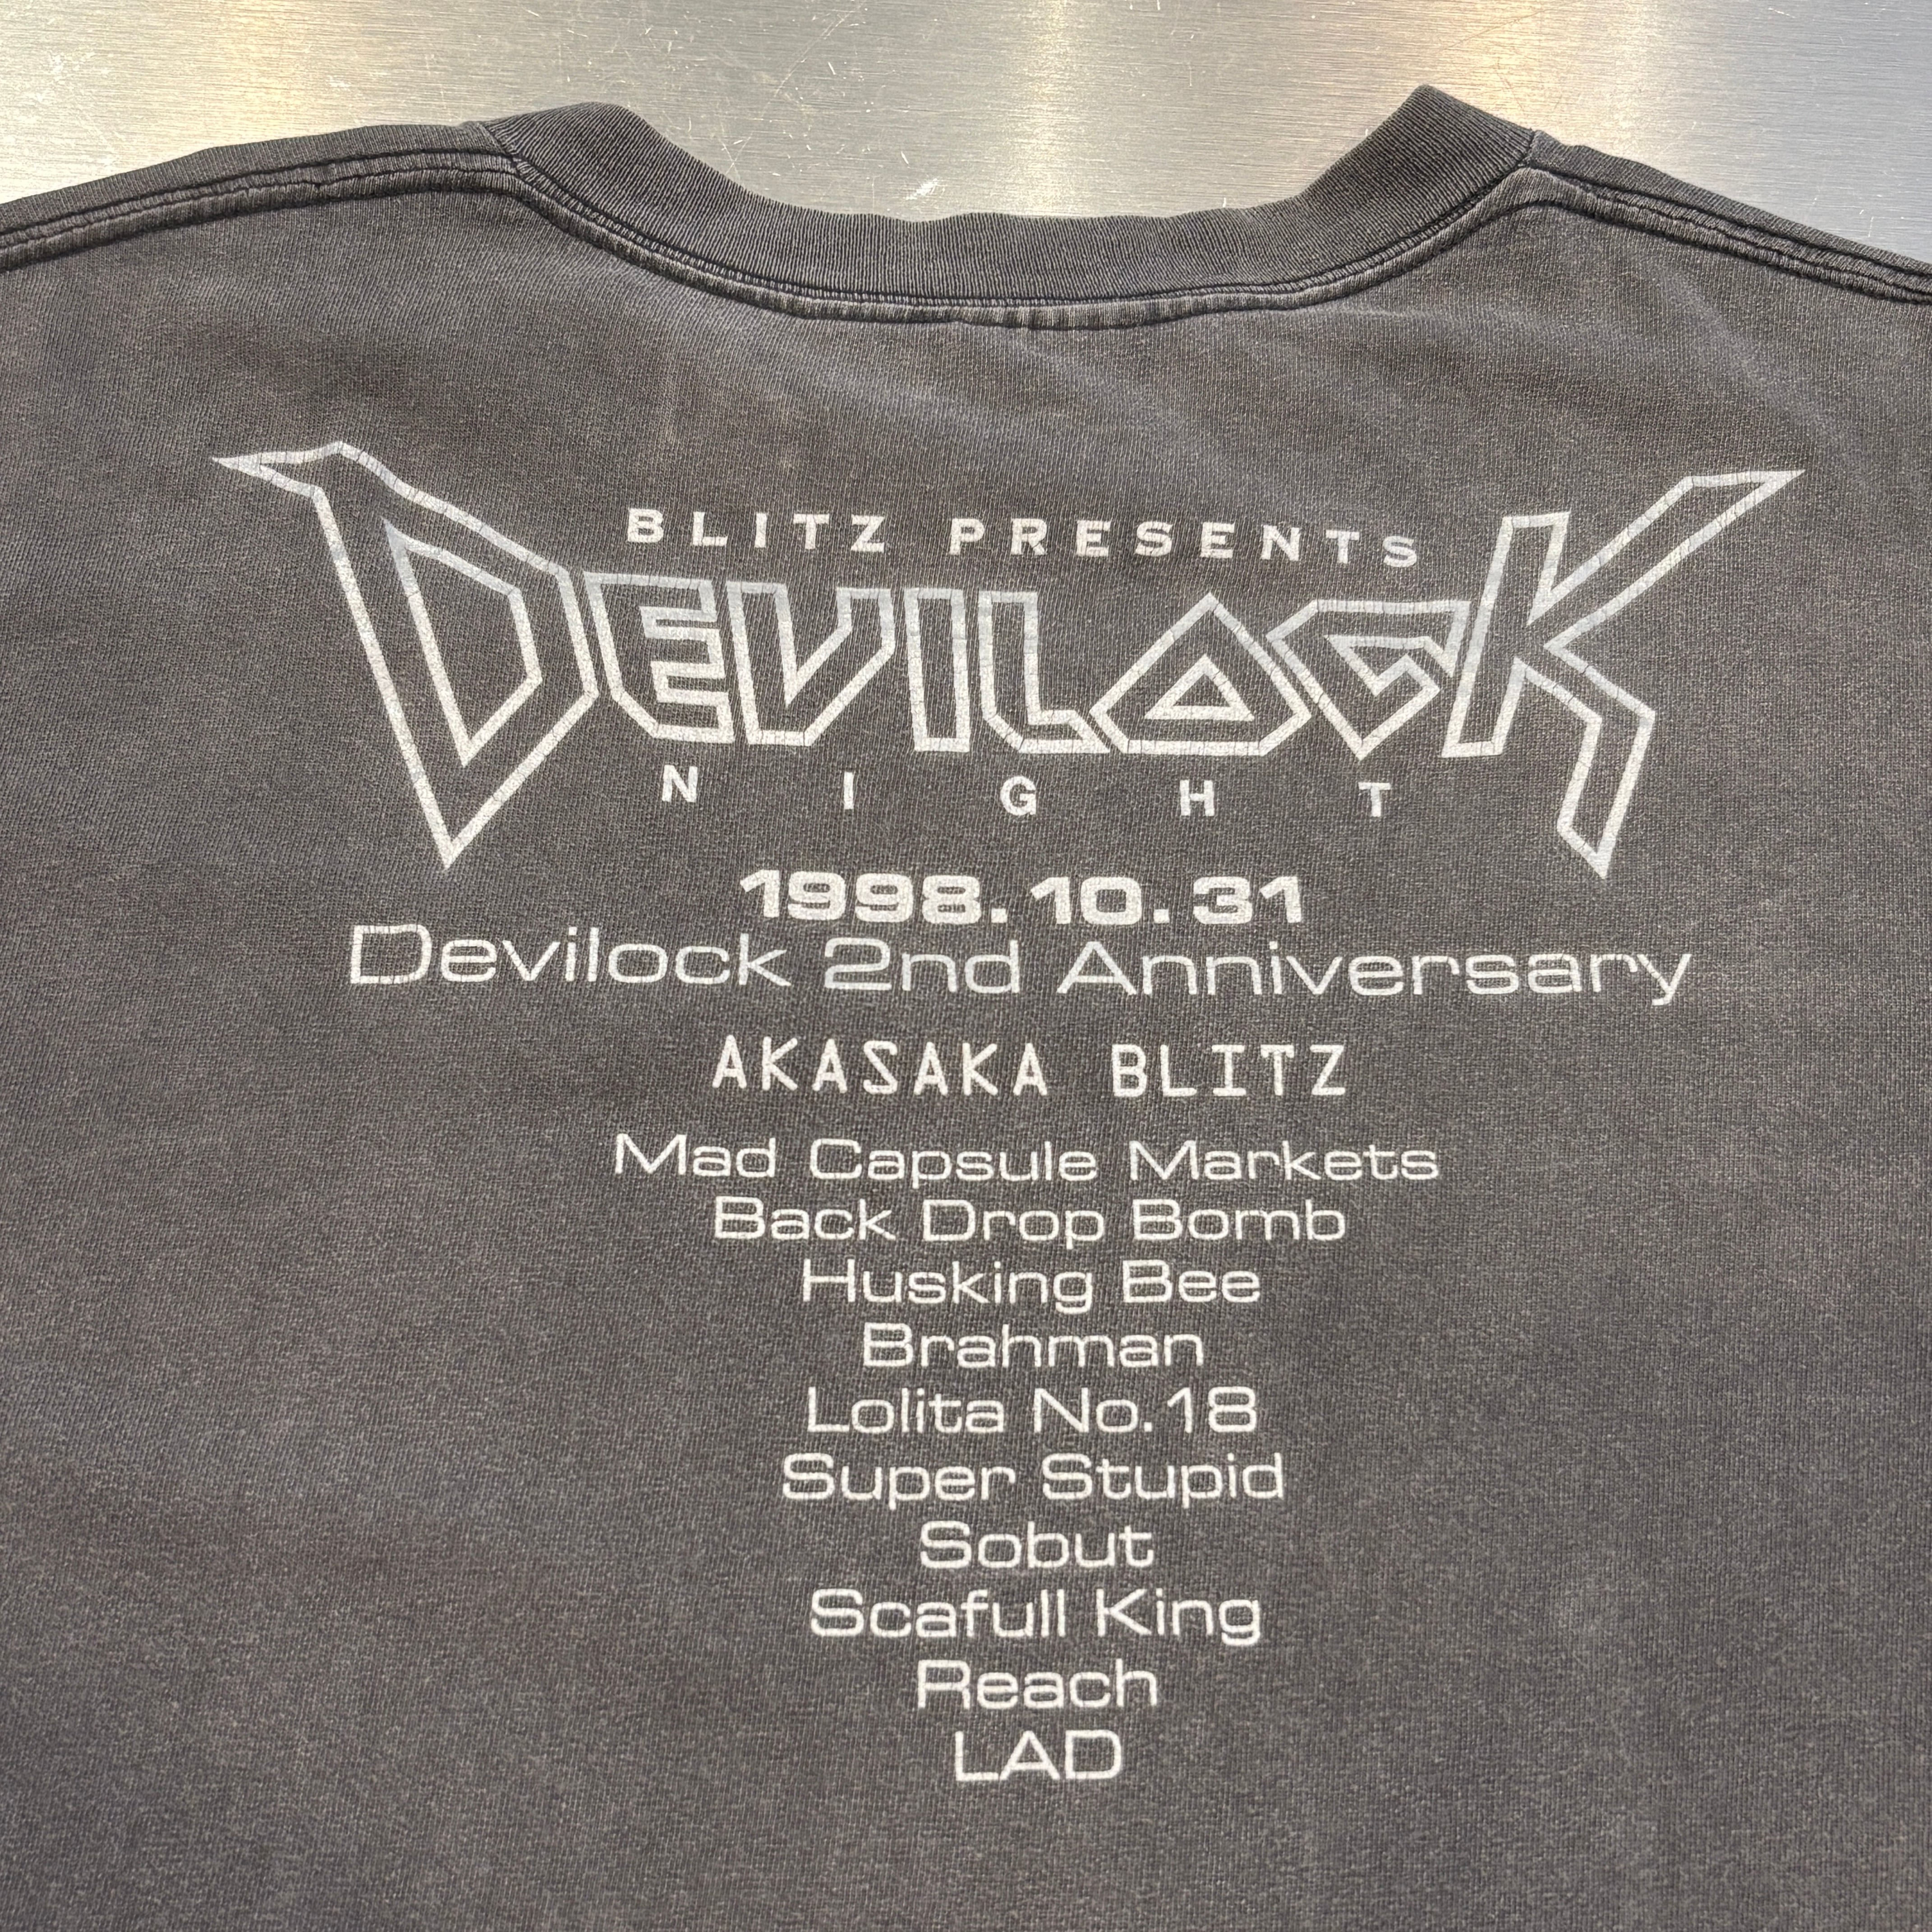 BLITZ PRESENTS
DEVILOCK
NIGHT
1998.10.31
Devilock 2nd Anniversary
AKASAKA BLITZ
Mad Capsule Markets
Back Drop Bomb
Husking Bee
Brahman
Lolita No.18
Super Stupid
Sobut
Scafull King
Reach
LAD